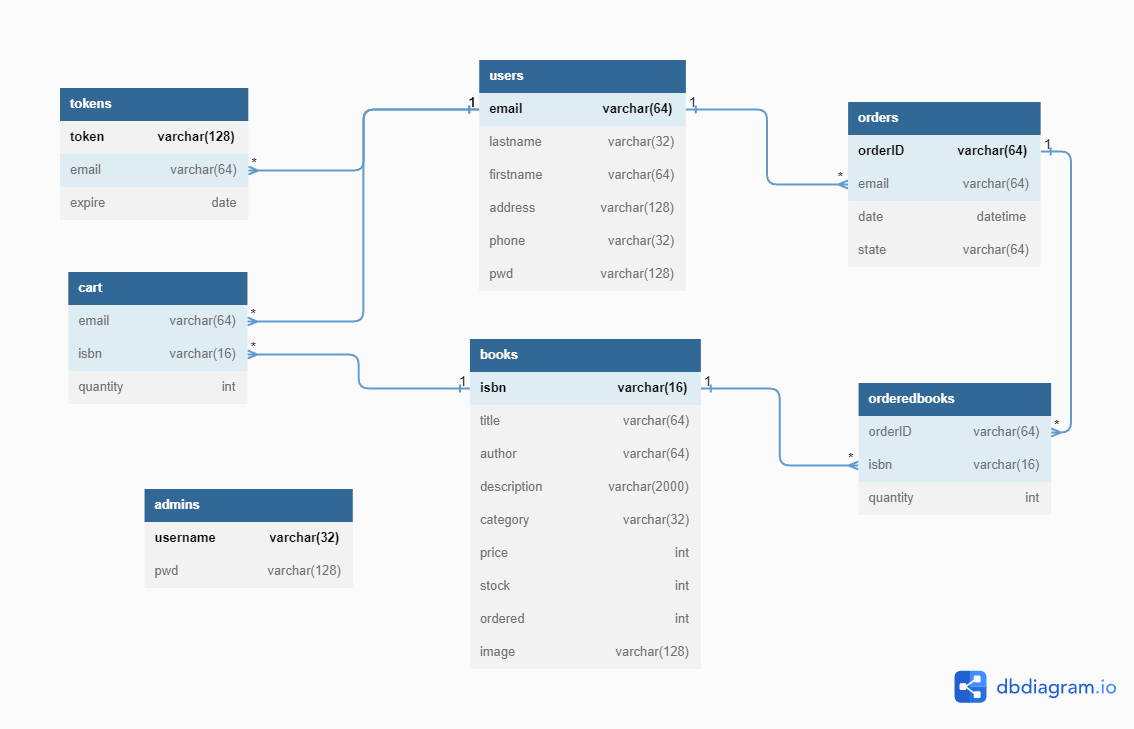 tokens
token varchar(128)
email varchar(64)
expire date
users
1 email varchar(64) 1
lastname varchar(32)
firstname varchar(64)
address varchar(128)
phone varchar(32)
pwd varchar(128)
orders
orderID varchar(64) 1
* email varchar(64)
date datetime
state varchar(64)
*
cart
* email varchar(64)
* isbn varchar(16)
quantity int
books
1 isbn varchar(16) 1
title varchar(64)
author varchar(64)
description varchar(2000)
category varchar(32)
price int
stock int
ordered int
image varchar(128)
orderedbooks
orderID varchar(64) *
* isbn varchar(16)
quantity int
admins
username varchar(32)
pwd varchar(128)
dbdiagram.io